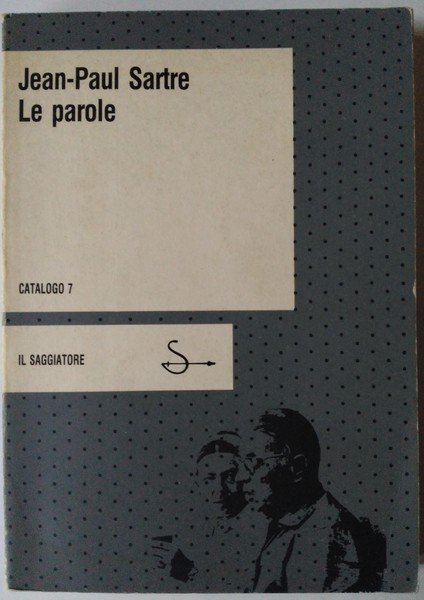 Jean-Paul Sartre
Le parole
CATALOGO 7
IL SAGGIATORE